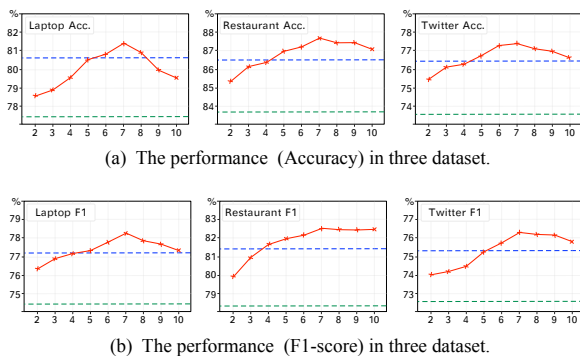 % Laptop Acc.
82
81
80
79
78
2 3 4 5 6 7 8 9 10
% Restaurant Acc.
88
87
86
85
84
2 3 4 5 6 7 8 9 10
% Twitter Acc.
78
77
76
75
74
2 3 4 5 6 7 8 9 10
(a) The performance (Accuracy) in three dataset.
% Laptop F1
79
78
77
76
75
2 3 4 5 6 7 8 9 10
% Restaurant F1
83
82
81
80
79
2 3 4 5 6 7 8 9 10
% Twitter F1
77
76
75
74
73
2 3 4 5 6 7 8 9 10
(b) The performance (F1-score) in three dataset.